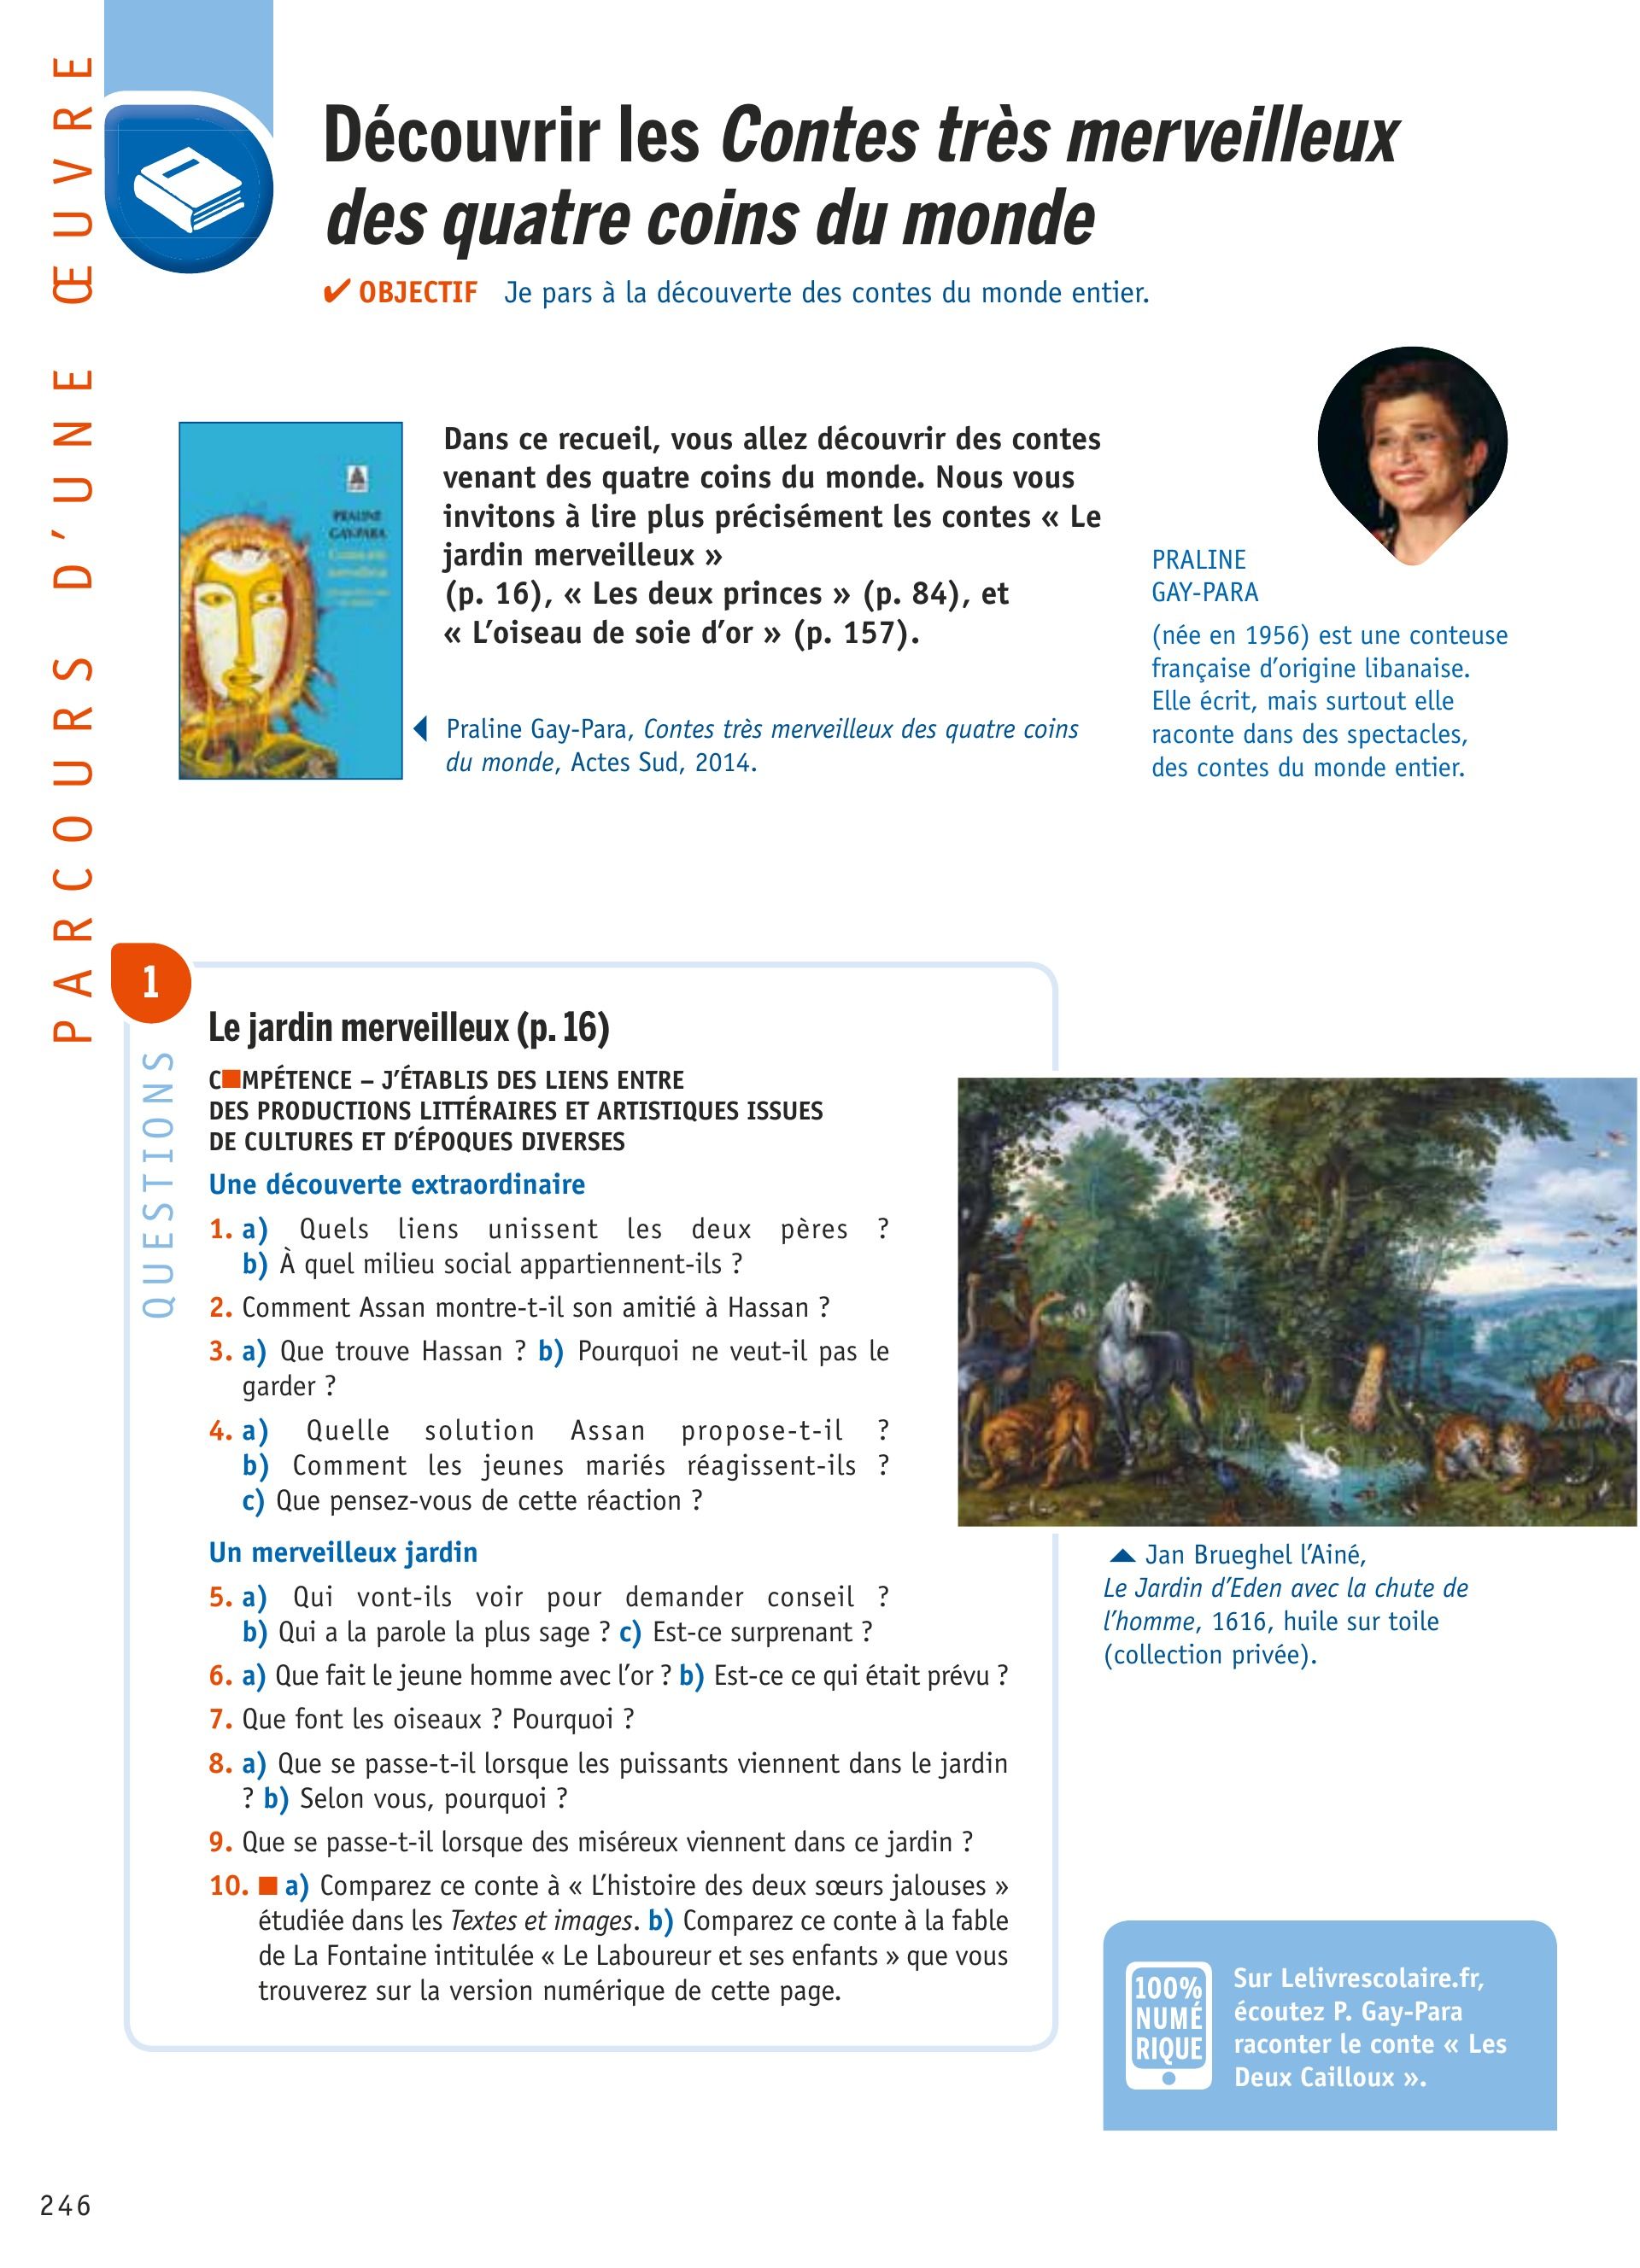 PARCOURS D'UNE ŒUVRE
Découvrir les Contes très merveilleux
des quatre coins du monde
✔ OBJECTIF Je pars à la découverte des contes du monde entier.
PRALINE
GAY-PARA
Dans ce recueil, vous allez découvrir des contes
venant des quatre coins du monde. Nous vous
invitons à lire plus précisément les contes « Le
jardin merveilleux »
(p. 16), « Les deux princes » (p. 84), et
« L'oiseau de soie d'or » (p. 157).
Praline Gay-Para, Contes très merveilleux des quatre coins
du monde, Actes Sud, 2014.
PRALINE
GAY-PARA
(née en 1956) est une conteuse
française d'origine libanaise.
Elle écrit, mais surtout elle
raconte dans des spectacles,
des contes du monde entier.
1
QUESTIONS
Le jardin merveilleux (p. 16)
C■MPÉTENCE – J'ÉTABLIS DES LIENS ENTRE
DES PRODUCTIONS LITTÉRAIRES ET ARTISTIQUES ISSUES
DE CULTURES ET D'ÉPOQUES DIVERSES
Une découverte extraordinaire
1. a) Quels liens unissent les deux pères ?
b) À quel milieu social appartiennent-ils ?
2. Comment Assan montre-t-il son amitié à Hassan ?
3. a) Que trouve Hassan ? b) Pourquoi ne veut-il pas le
garder ?
4. a) Quelle solution Assan propose-t-il ?
b) Comment les jeunes mariés réagissent-ils ?
c) Que pensez-vous de cette réaction ?
Un merveilleux jardin
5. a) Qui vont-ils voir pour demander conseil ?
b) Qui a la parole la plus sage ? c) Est-ce surprenant ?
6. a) Que fait le jeune homme avec l'or ? b) Est-ce ce qui était prévu ?
7. Que font les oiseaux ? Pourquoi ?
8. a) Que se passe-t-il lorsque les puissants viennent dans le jardin
? b) Selon vous, pourquoi ?
9. Que se passe-t-il lorsque des miséreux viennent dans ce jardin ?
10. ■ a) Comparez ce conte à « L'histoire des deux sœurs jalouses »
étudiée dans les Textes et images. b) Comparez ce conte à la fable
de La Fontaine intitulée « Le Laboureur et ses enfants » que vous
trouverez sur la version numérique de cette page.
Jan Brueghel l'Ainé,
Le Jardin d'Eden avec la chute de
l'homme, 1616, huile sur toile
(collection privée).
100%
NUMÉ
RIQUE
Sur Lelivrescolaire.fr,
écoutez P. Gay-Para
raconter le conte « Les
Deux Cailloux ».
246